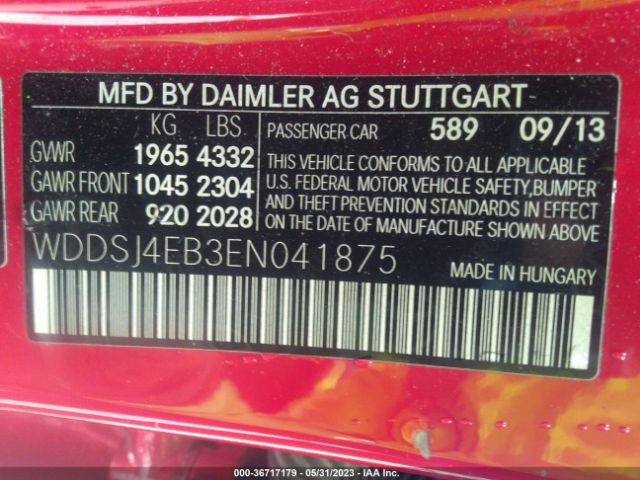 MFD BY DAIMLER AG STUTTGART
KG LBS
PASSENGER CAR 589 09/13
GVWR 1965 4332
GAWR FRONT 1045 2304
GAWR REAR 920 2028
THIS VEHICLE CONFORMS TO ALL APPLICABLE
U.S. FEDERAL MOTOR VEHICLE SAFETY, BUMPER
AND THEFT PREVENTION STANDARDS IN EFFECT
ON THE DATE OF MANUFACTURE SHOWN ABOVE.
WDDSJ4EB3EN041875
MADE IN HUNGARY
000-36717179 - 05/31/2023 - IAA Inc.